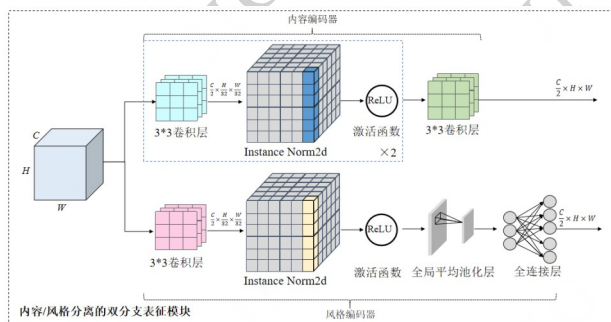 内容编码器
C/2 × H/32 × W/32
ReLU
C/2 × H × W
3*3卷积层
Instance Norm2d
激活函数
×2
3*3卷积层
C
H
W
C/2 × H/32 × W/32
ReLU
C/2 × H × W
3*3卷积层
Instance Norm2d
激活函数
全局平均池化层
全连接层
内容/风格分离的双分支表征模块
风格编码器